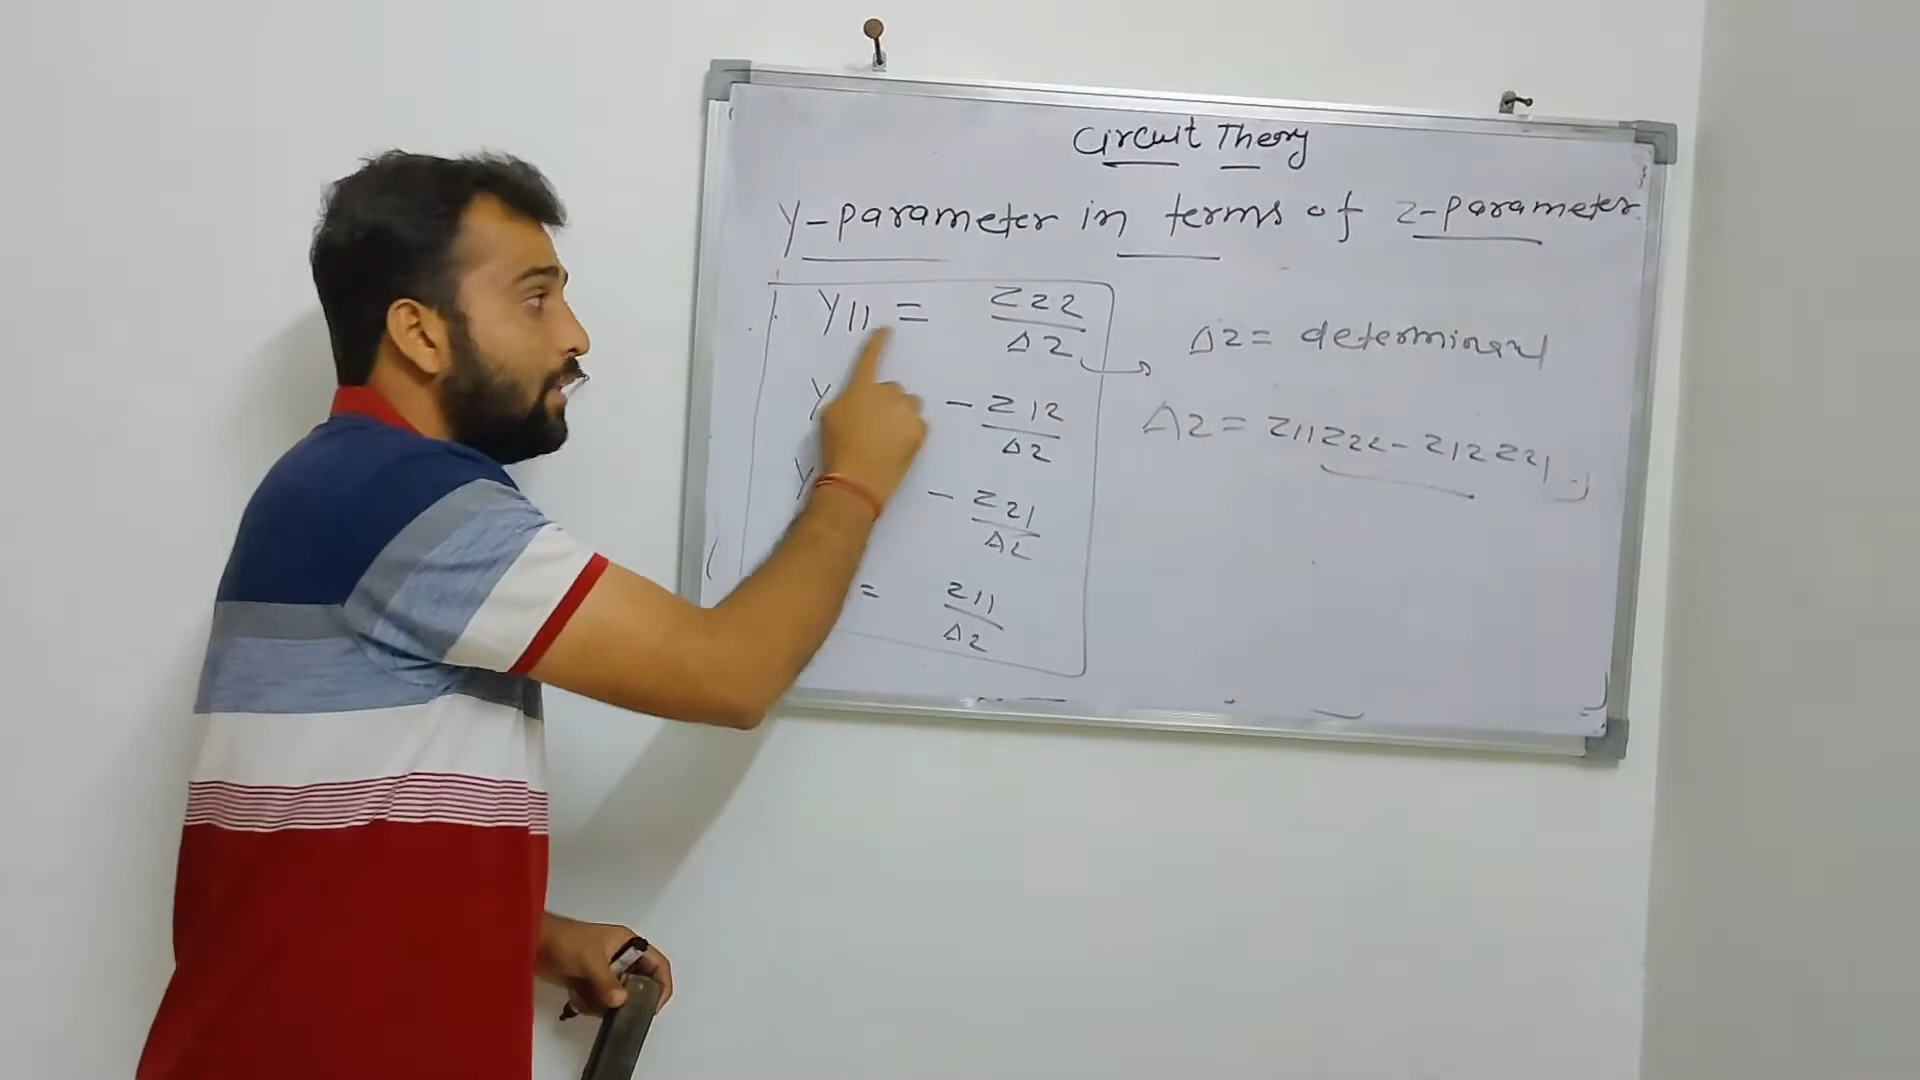 Circuit Theory
Y-parameter in terms of Z-parameter
Y11 = Z22/ΔZ
Y - Z12/ΔZ
Y - Z21/ΔZ
= Z11/ΔZ
ΔZ = determinant
ΔZ = Z11Z22 - Z12Z21